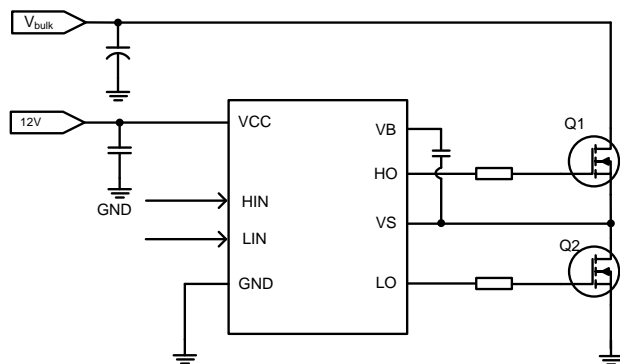 Vbulk
12V
VCC
VB
Q1
HO
GND
HIN
VS
LIN
Q2
GND
LO